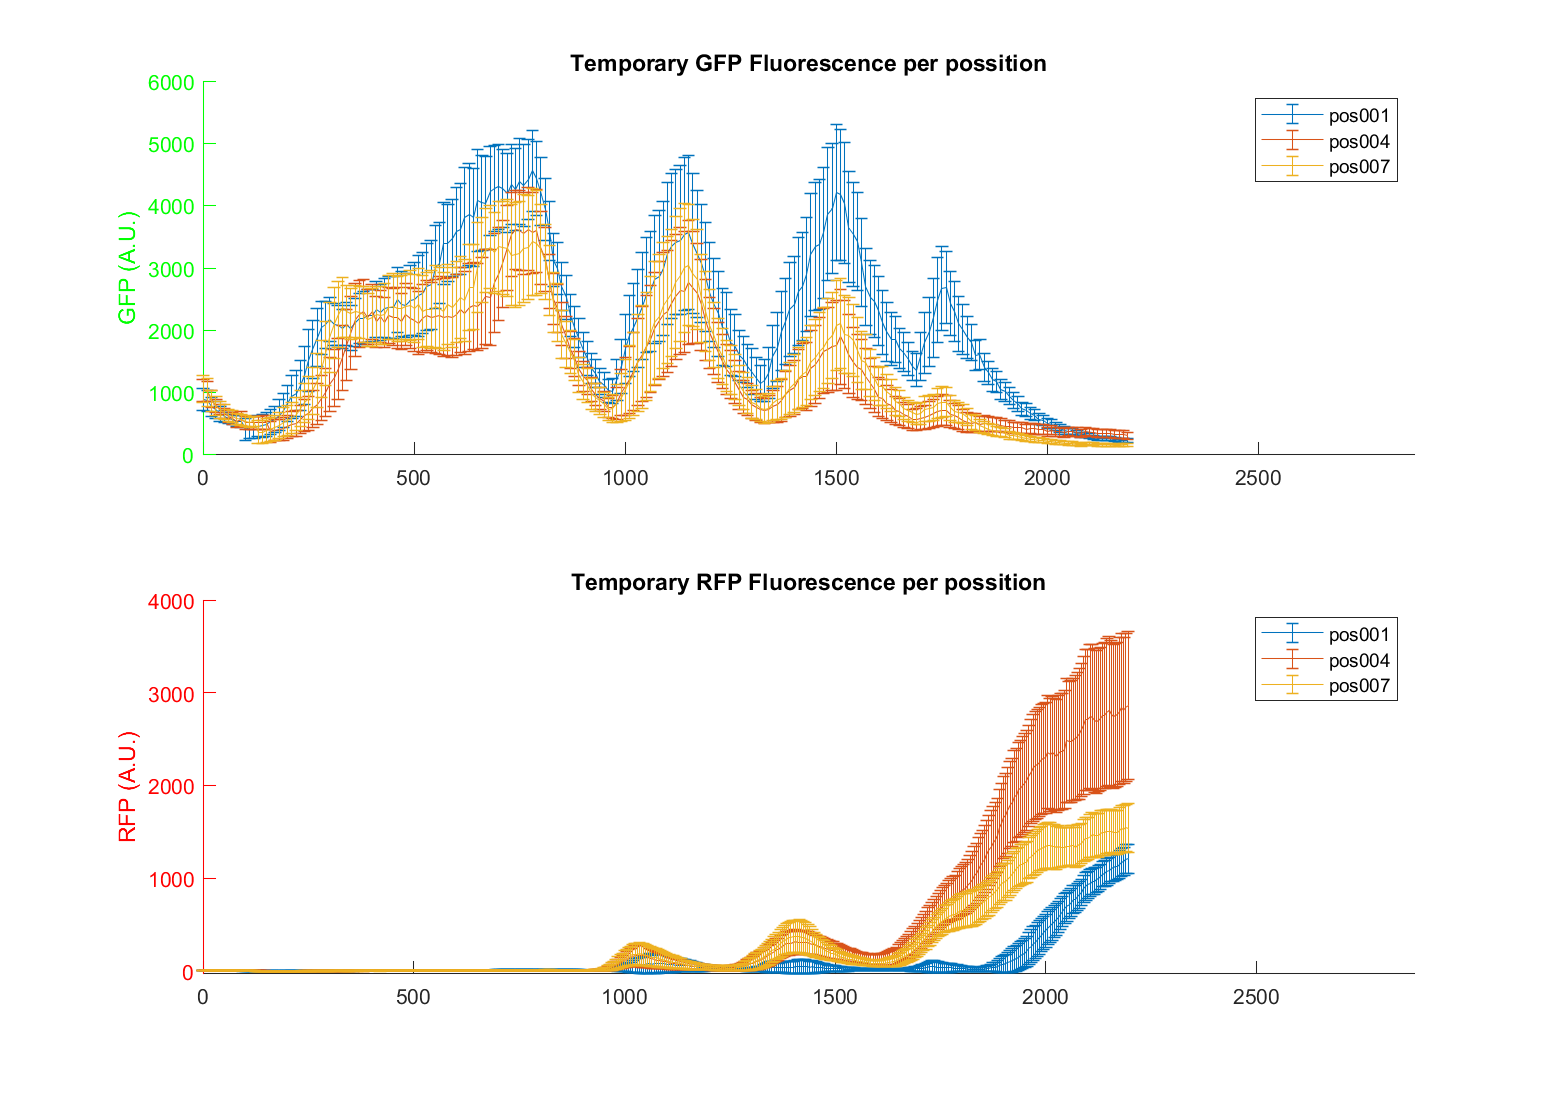 Temporary GFP Fluorescence per possition
6000
5000
4000
3000
2000
1000
0
GFP (A.U.)
0 500 1000 1500 2000 2500
pos001
pos004
pos007
Temporary RFP Fluorescence per possition
4000
3000
2000
1000
0
RFP (A.U.)
0 500 1000 1500 2000 2500
pos001
pos004
pos007